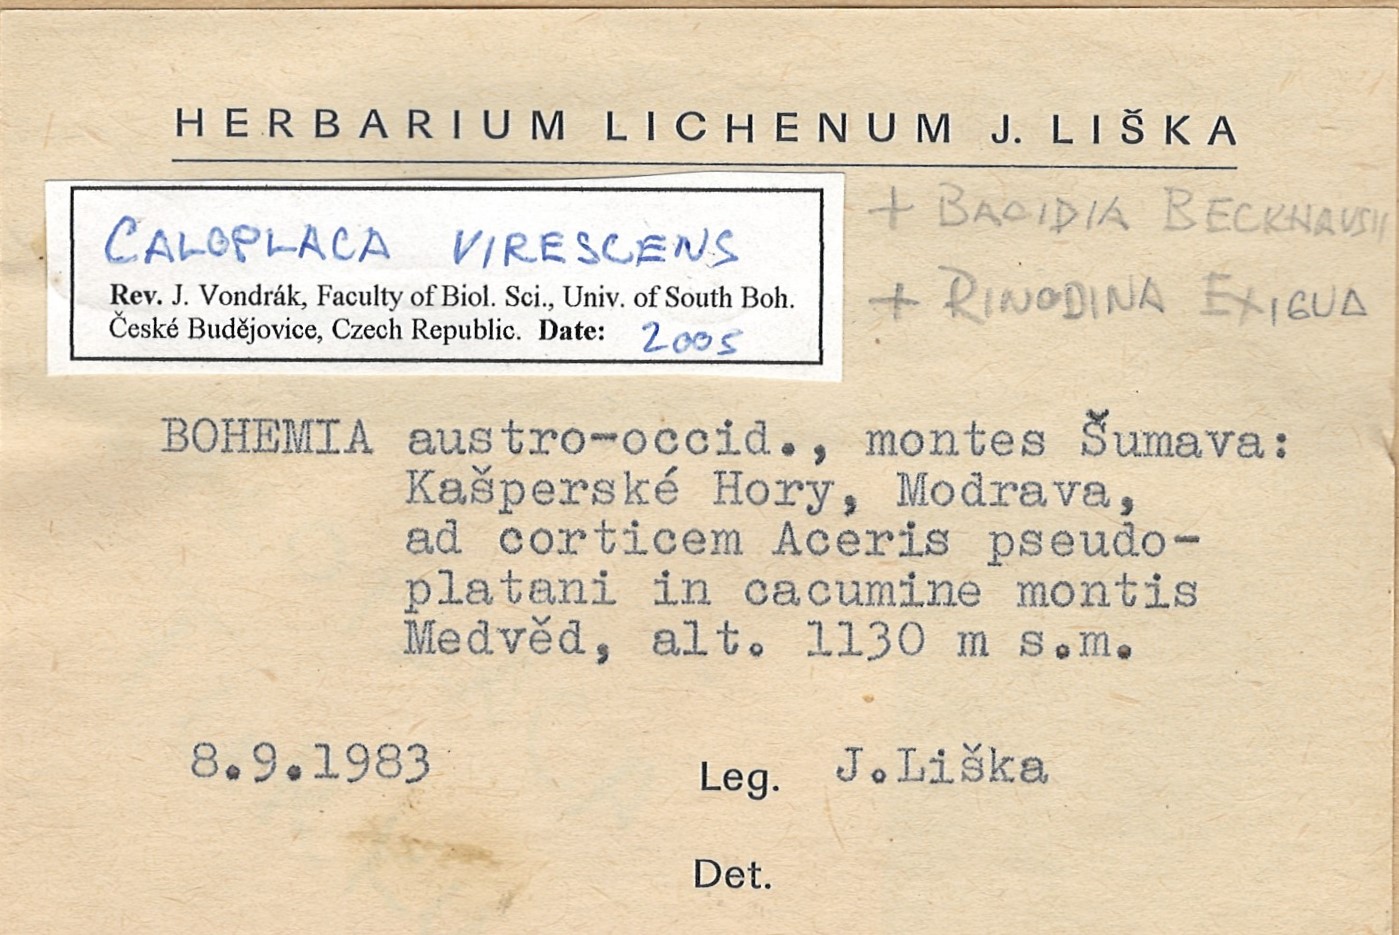 HERBARIUM LICHENUM J. LIŠKA
CALOPLACA VIRESCENS
Rev. J. Vondrák, Faculty of Biol. Sci., Univ. of South Boh.
České Budějovice, Czech Republic. Date: 2005
+ BACIDIA BECKHAUSII
+ RINODINA EXIGUA
BOHEMIA austro-occid., montes Šumava:
Kašperské Hory, Modrava,
ad corticem Aceris pseudo-
platani in cacumine montis
Medvěd, alt. 1130 m s.m.
8.9.1983
Leg. J.Liška
Det.